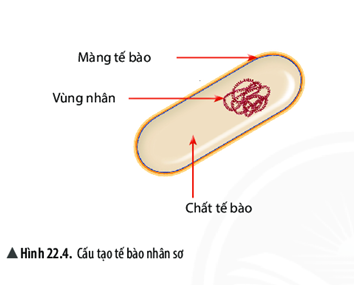 Màng tế bào
Vùng nhân
Chất tế bào
▲ Hình 22.4. Cấu tạo tế bào nhân sơ